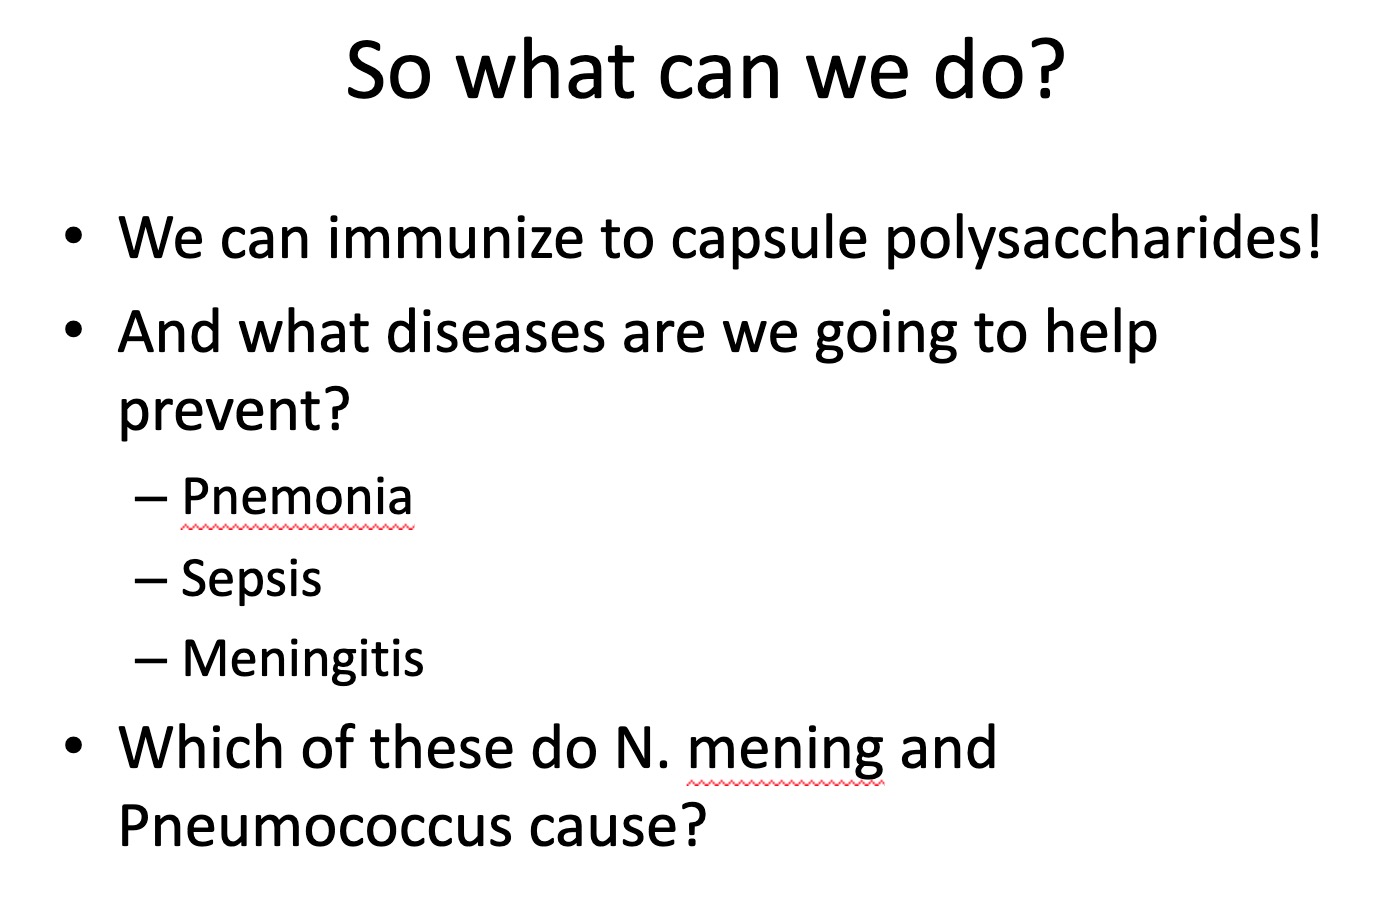 So what can we do?
• We can immunize to capsule polysaccharides!
• And what diseases are we going to help
prevent?
– Pnemonia
– Sepsis
– Meningitis
• Which of these do N. mening and
Pneumococcus cause?